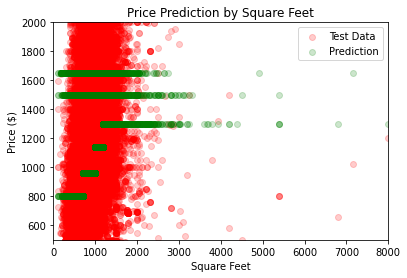 Price Prediction by Square Feet
Test Data
Prediction
Price ($)
2000
1800
1600
1400
1200
1000
800
600
0 1000 2000 3000 4000 5000 6000 7000 8000
Square Feet